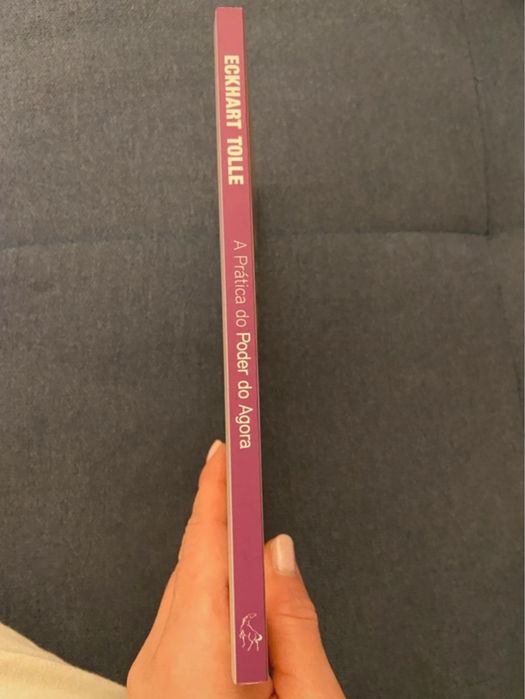 ECKHART TOLLE
A Prática do Poder do Agora